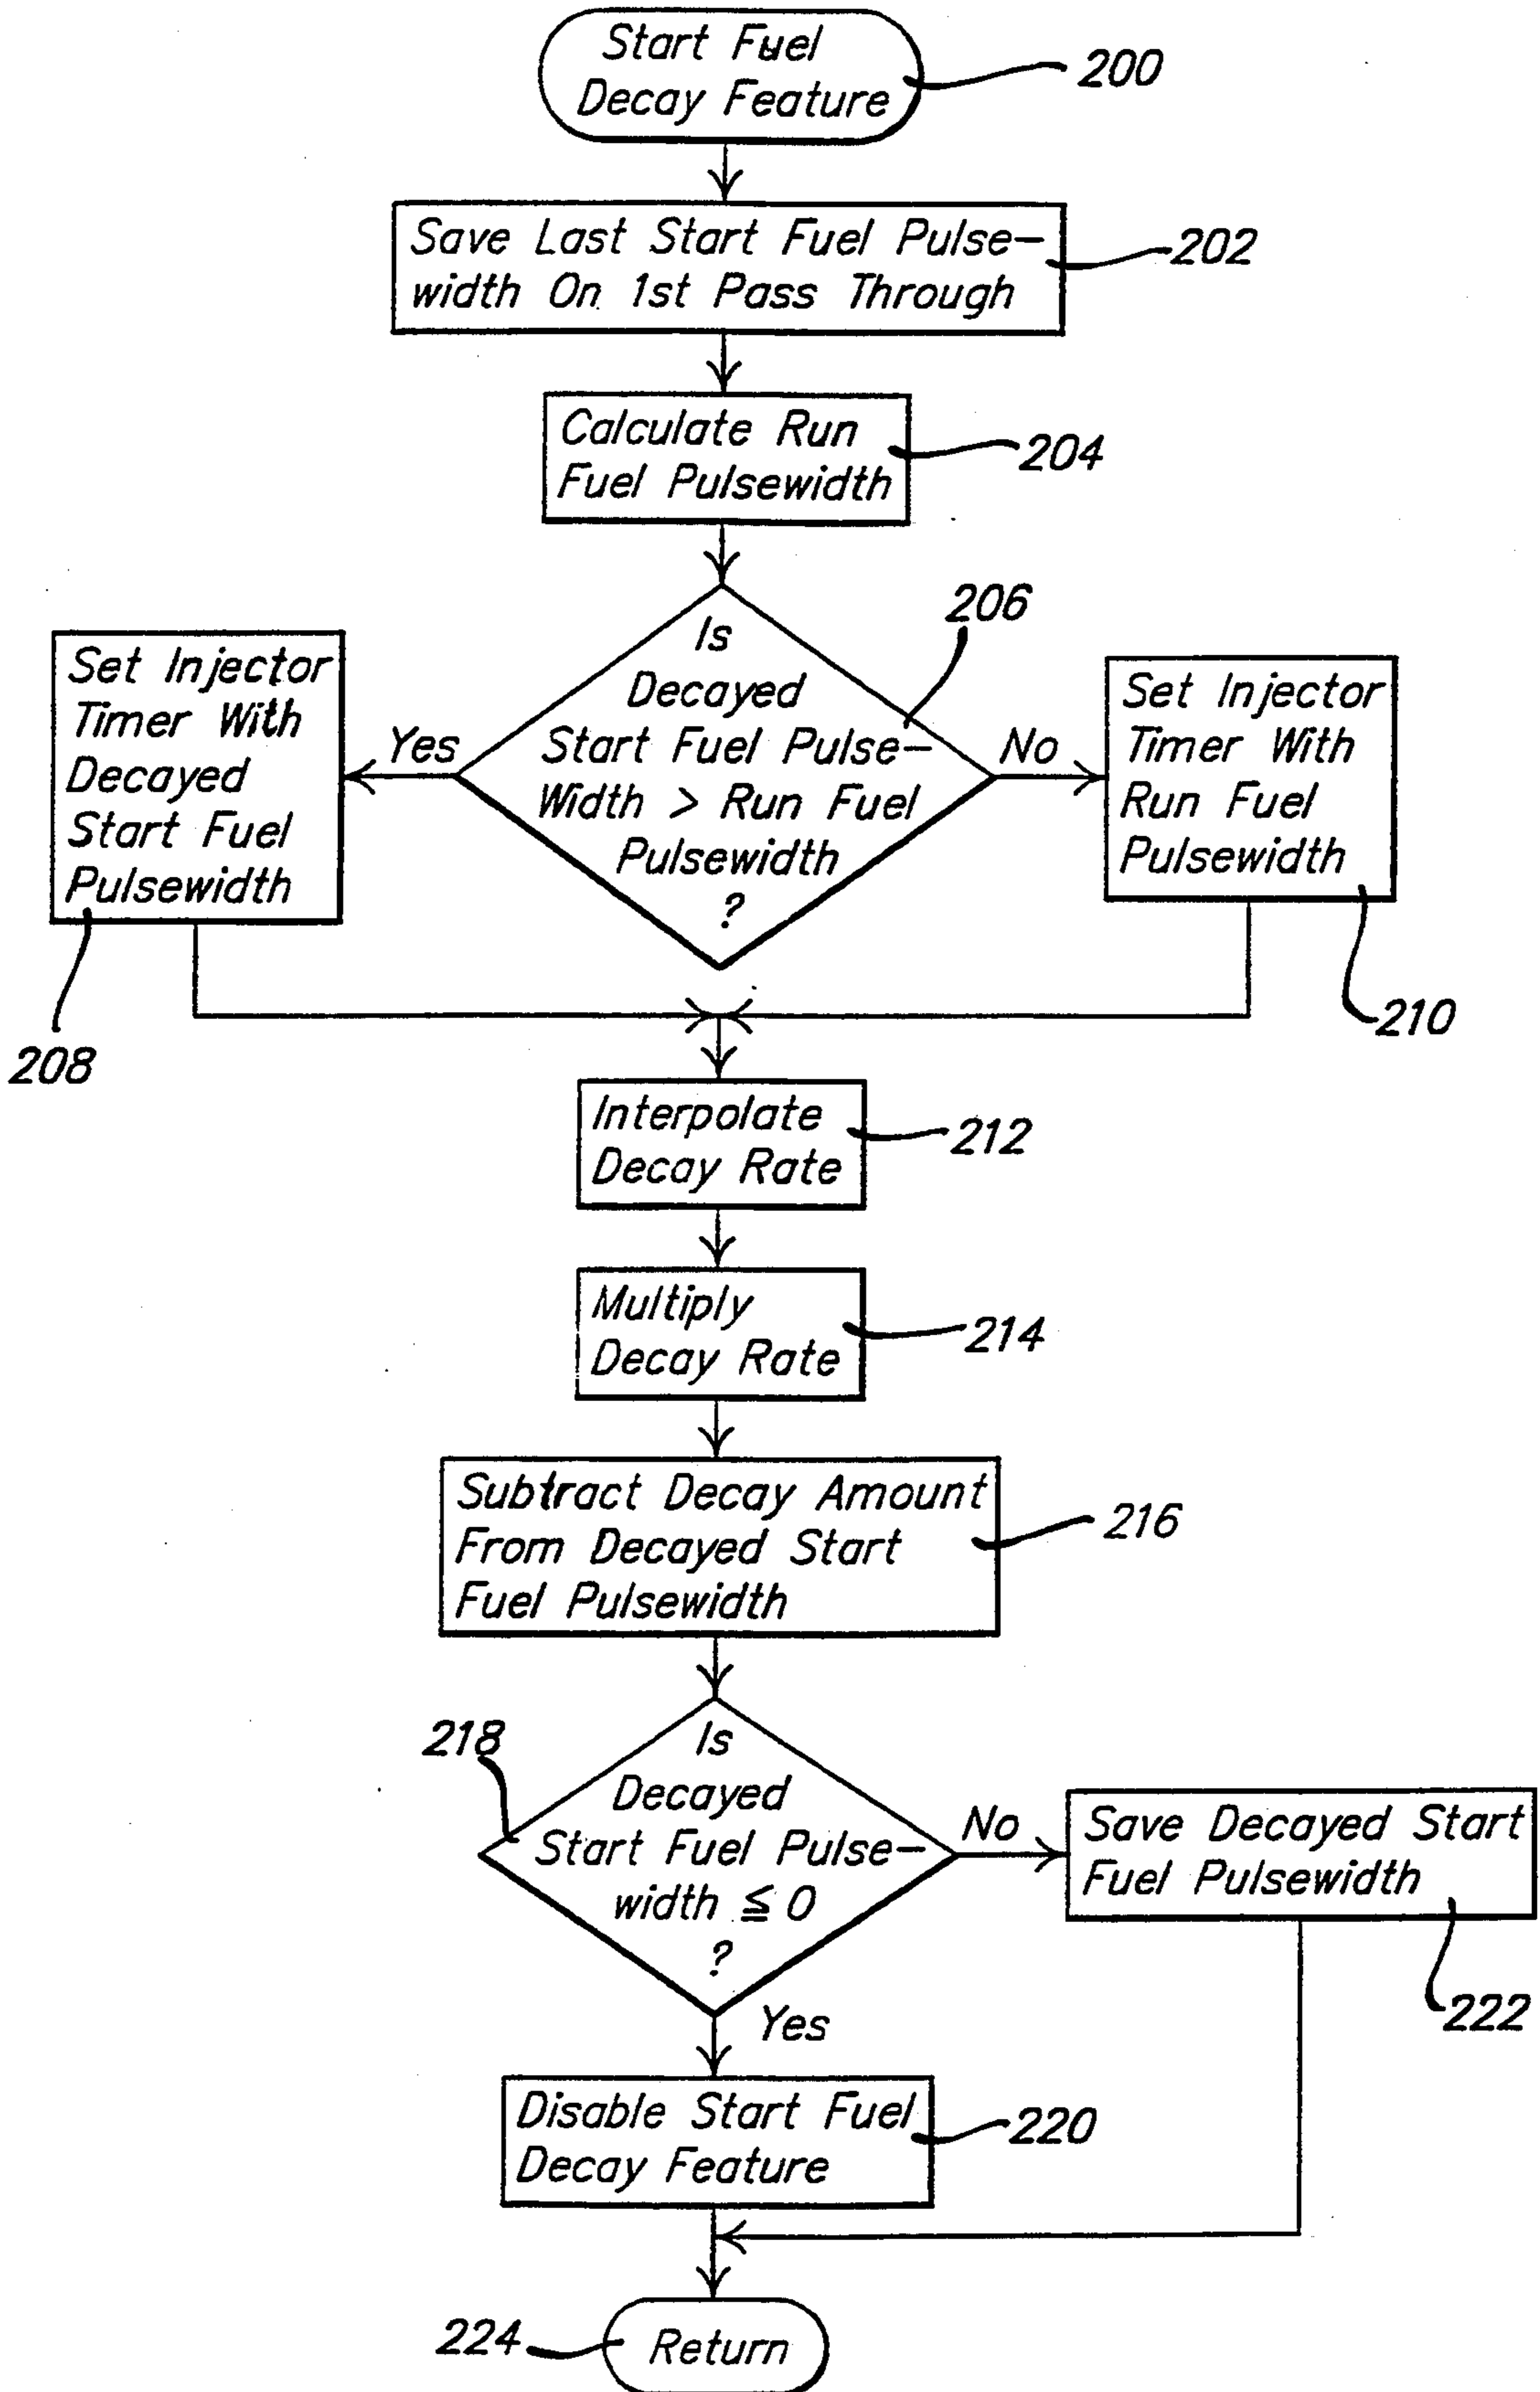 Start Fuel
Decay Feature
200
Save Last Start Fuel Pulse-
width On 1st Pass Through
202
Calculate Run
Fuel Pulsewidth
204
206
Is
Decayed
Start Fuel Pulse-
Width > Run Fuel
Pulsewidth
?
Yes
No
Set Injector
Timer With
Decayed
Start Fuel
Pulsewidth
208
Set Injector
Timer With
Run Fuel
Pulsewidth
210
Interpolate
Decay Rate
212
Multiply
Decay Rate
214
Subtract Decay Amount
From Decayed Start
Fuel Pulsewidth
216
218
Is
Decayed
Start Fuel Pulse-
width ≦ 0
?
No
Save Decayed Start
Fuel Pulsewidth
222
Yes
Disable Start Fuel
Decay Feature
220
224
Return